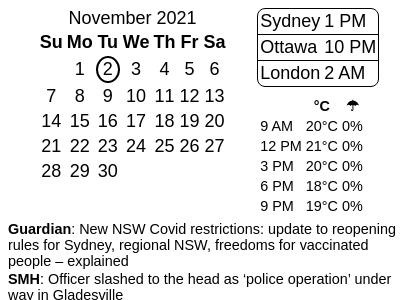 November 2021
Su Mo Tu We Th Fr Sa
1 2 3 4 5 6
7 8 9 10 11 12 13
14 15 16 17 18 19 20
21 22 23 24 25 26 27
28 29 30
Sydney 1 PM
Ottawa 10 PM
London 2 AM
°C ☂
9 AM 20°C 0%
12 PM 21°C 0%
3 PM 20°C 0%
6 PM 18°C 0%
9 PM 19°C 0%
Guardian: New NSW Covid restrictions: update to reopening
rules for Sydney, regional NSW, freedoms for vaccinated
people – explained
SMH: Officer slashed to the head as ‘police operation’ under
way in Gladesville